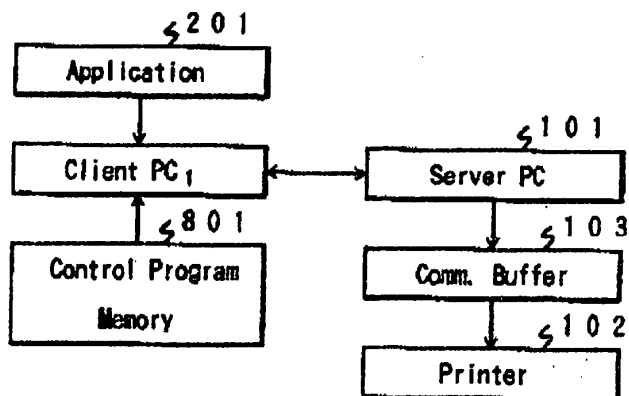 201
Application
101
Client PC1
Server PC
801
103
Control Program
Memory
Comm. Buffer
102
Printer